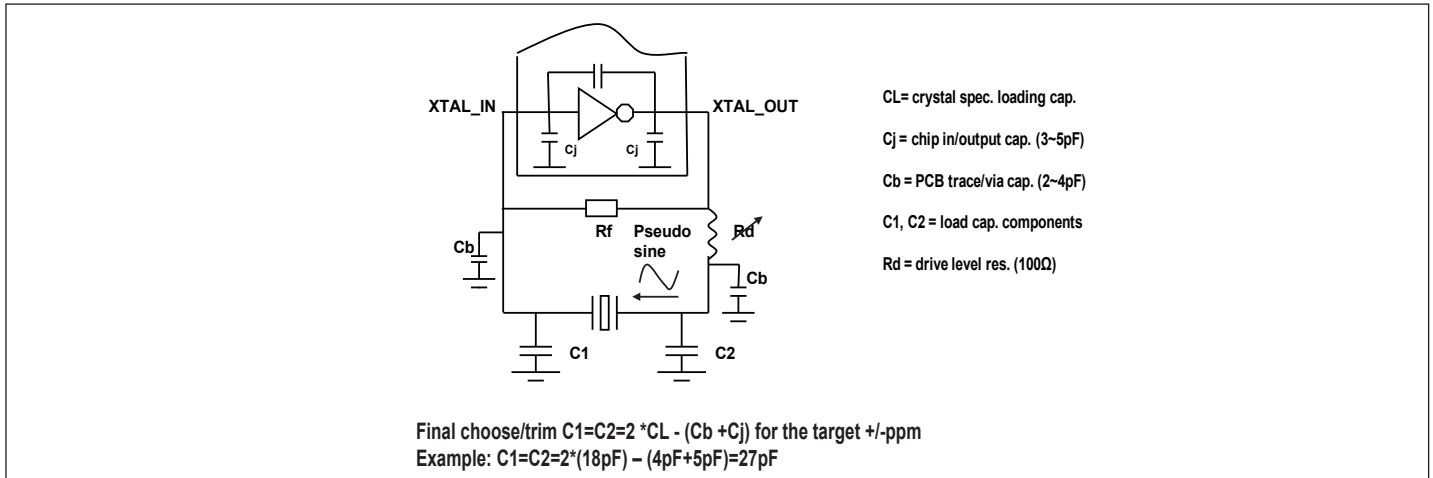 XTAL_IN
XTAL_OUT
Cj
Cj
Rf
Pseudo
sine
Rd
Cb
Cb
C1
C2
CL= crystal spec. loading cap.
Cj = chip in/output cap. (3~5pF)
Cb = PCB trace/via cap. (2~4pF)
C1, C2 = load cap. components
Rd = drive level res. (100Ω)
Final choose/trim C1=C2=2 *CL - (Cb +Cj) for the target +/-ppm
Example: C1=C2=2*(18pF) – (4pF+5pF)=27pF